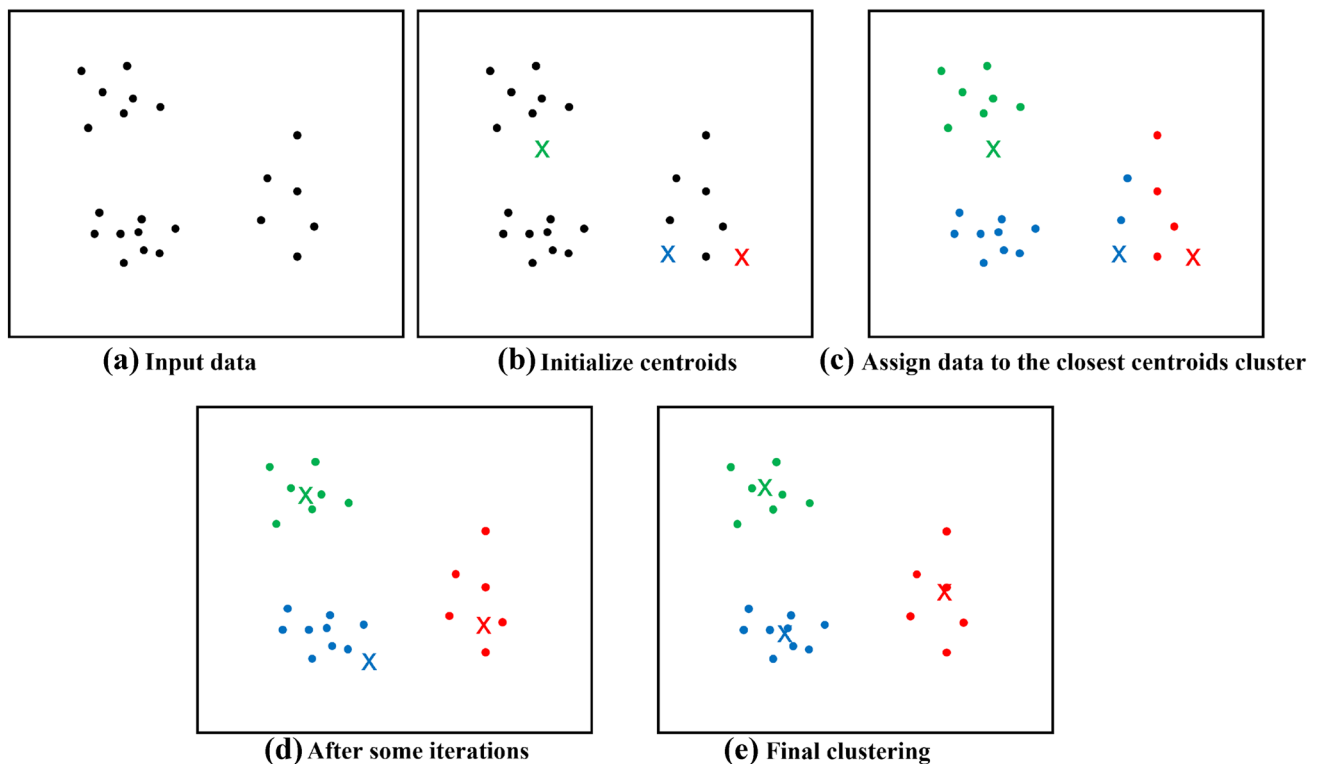 (a) Input data
(b) Initialize centroids
(c) Assign data to the closest centroids cluster
(d) After some iterations
(e) Final clustering